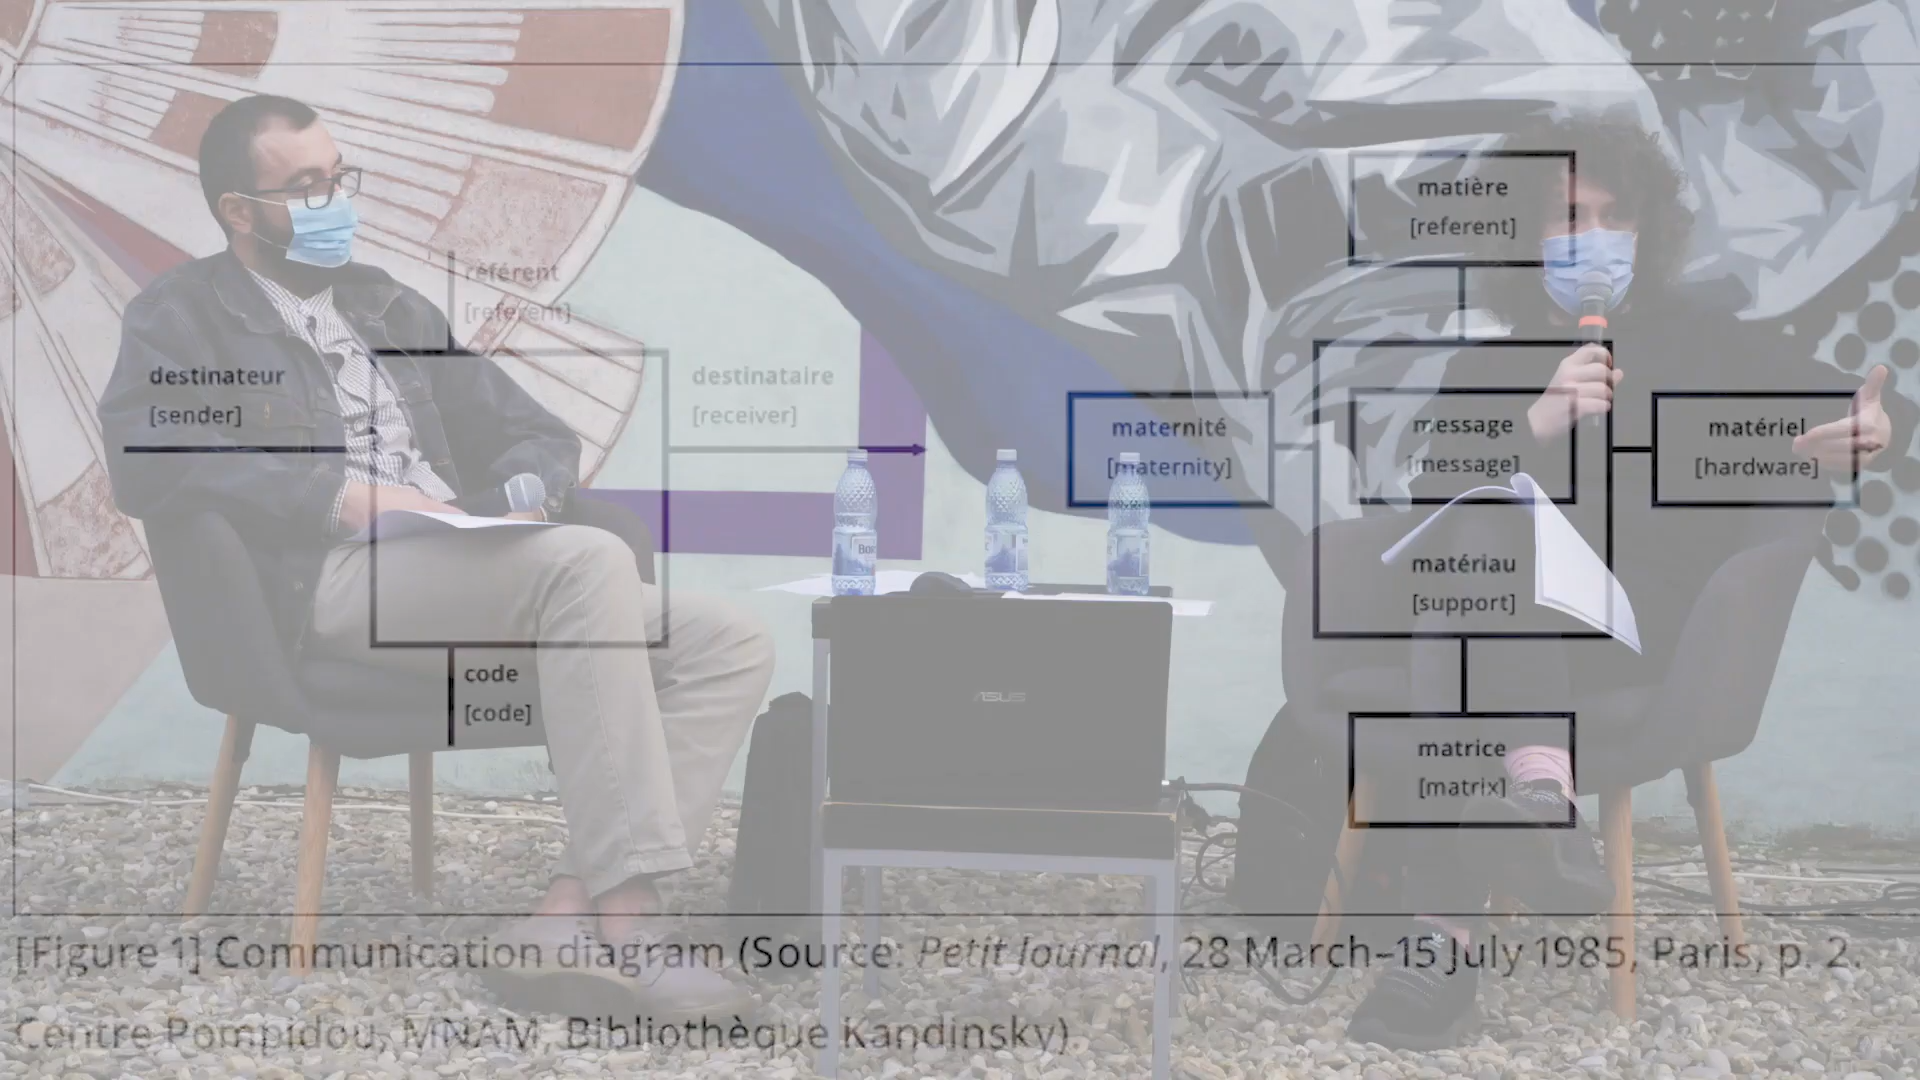 référent
[referent]
destinateur
[sender]
destinataire
[receiver]
code
[code]
matière
[referent]
maternité
[maternity]
message
[message]
matériel
[hardware]
matériau
[support]
matrice
[matrix]
ASUS
[Figure 1] Communication diagram (Source: Petit Journal, 28 March–15 July 1985, Paris, p. 2.
Centre Pompidou, MNAM, Bibliothèque Kandinsky).